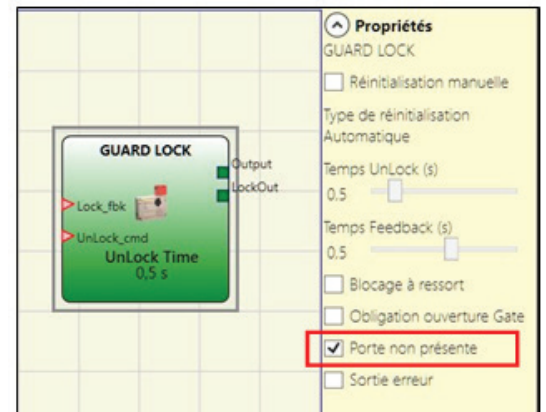 GUARD LOCK
Lock_fbk
UnLock_cmd
UnLock Time
0,5 s
Output
LockOut
Propriétés
GUARD LOCK
Réinitialisation manuelle
Type de réinitialisation
Automatique
Temps UnLock (s)
0.5
Temps Feedback (s)
0.5
Blocage à ressort
Obligation ouverture Gate
Porte non présente
Sortie erreur